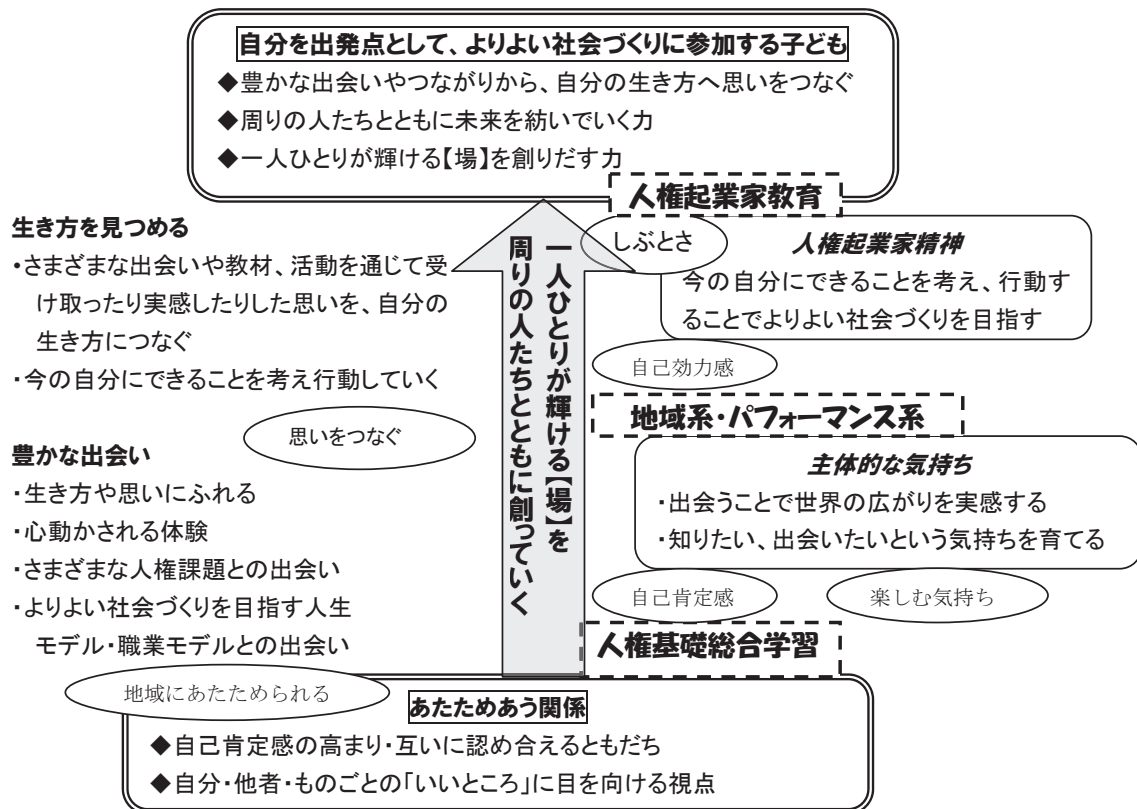 自分を出発点として、よりよい社会づくりに参加する子ども
◆豊かな出会いやつながりから、自分の生き方へ思いをつなぐ
◆周りの人たちとともに未来を紡いでいく力
◆一人ひとりが輝ける【場】を創りだす力
人権起業家教育
しぶとさ
人権起業家精神
今の自分にできることを考え、行動す
ることでよりよい社会づくりを目指す
自己効力感
生き方を見つめる
・さまざまな出会いや教材、活動を通じて受
け取ったり実感したりした思いを、自分の
生き方につなぐ
・今の自分にできることを考え行動していく
思いをつなぐ
一人ひとりが輝ける【場】を
周りの人たちとともに創っていく
地域系・パフォーマンス系
主体的な気持ち
・出会うことで世界の広がりを実感する
・知りたい、出会いたいという気持ちを育てる
自己肯定感
楽しむ気持ち
豊かな出会い
・生き方や思いにふれる
・心動かされる体験
・さまざまな人権課題との出会い
・よりよい社会づくりを目指す人生
モデル・職業モデルとの出会い
人権基礎総合学習
地域にあたためられる
あたためあう関係
◆自己肯定感の高まり・互いに認め合えるともだち
◆自分・他者・ものごとの「いいところ」に目を向ける視点